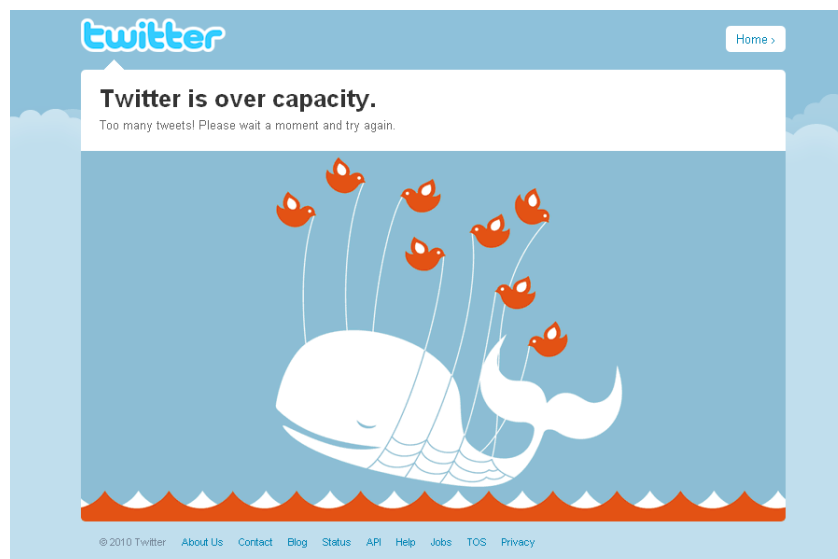 twitter
Home ›
Twitter is over capacity.
Too many tweets! Please wait a moment and try again.
© 2010 Twitter About Us Contact Blog Status API Help Jobs TOS Privacy